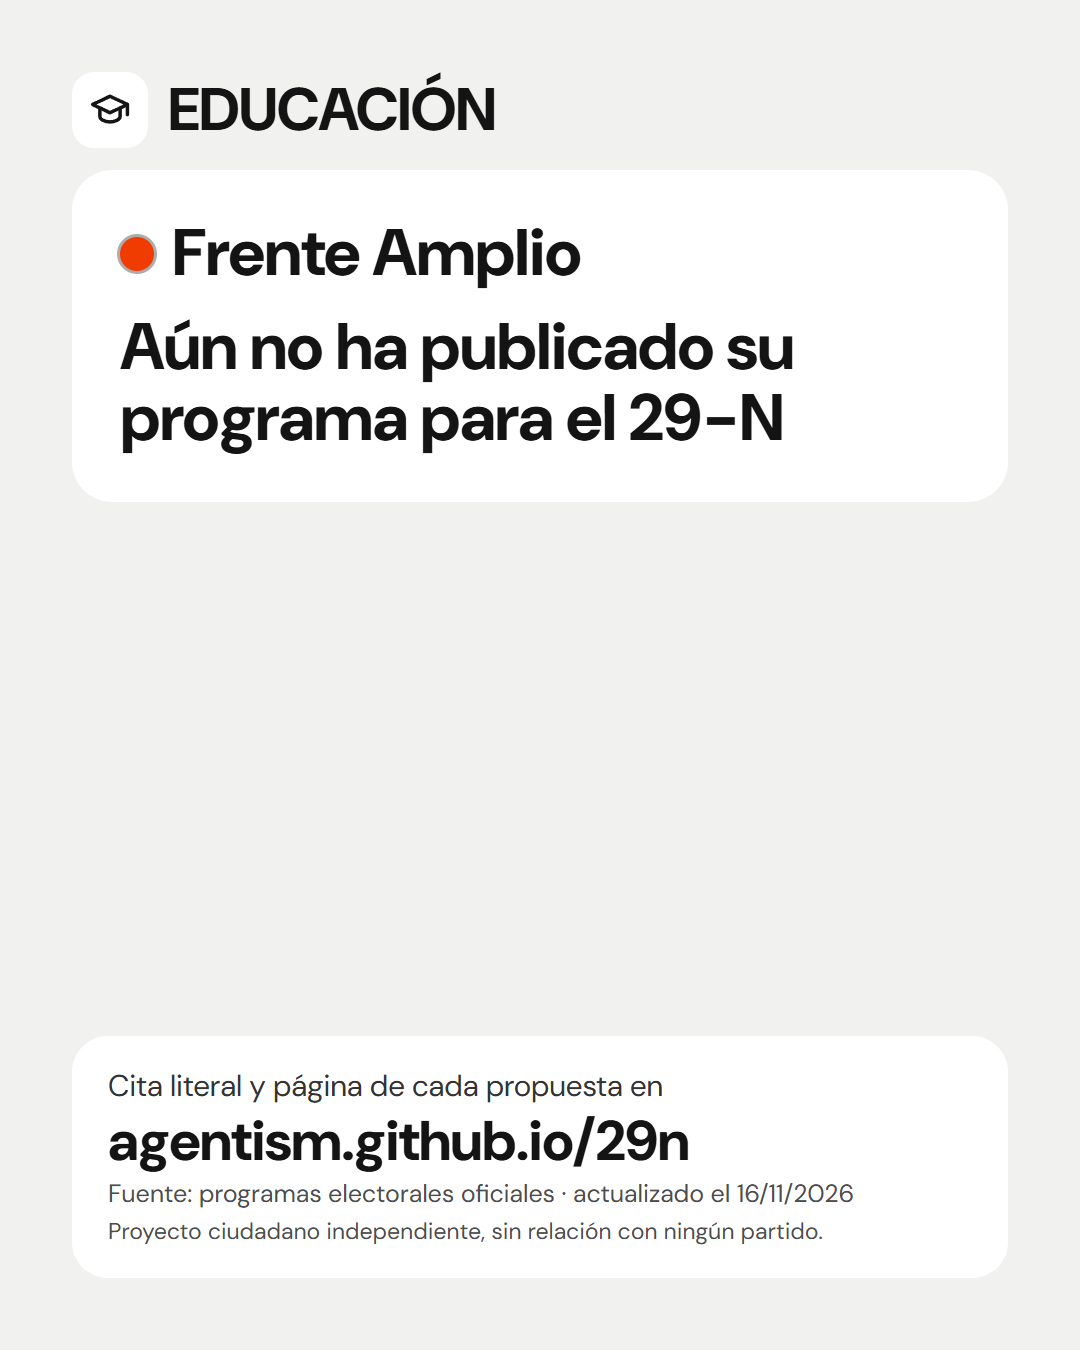 EDUCACIÓN
Frente Amplio
Aún no ha publicado su
programa para el 29-N
Cita literal y página de cada propuesta en
agentism.github.io/29n
Fuente: programas electorales oficiales · actualizado el 16/11/2026
Proyecto ciudadano independiente, sin relación con ningún partido.